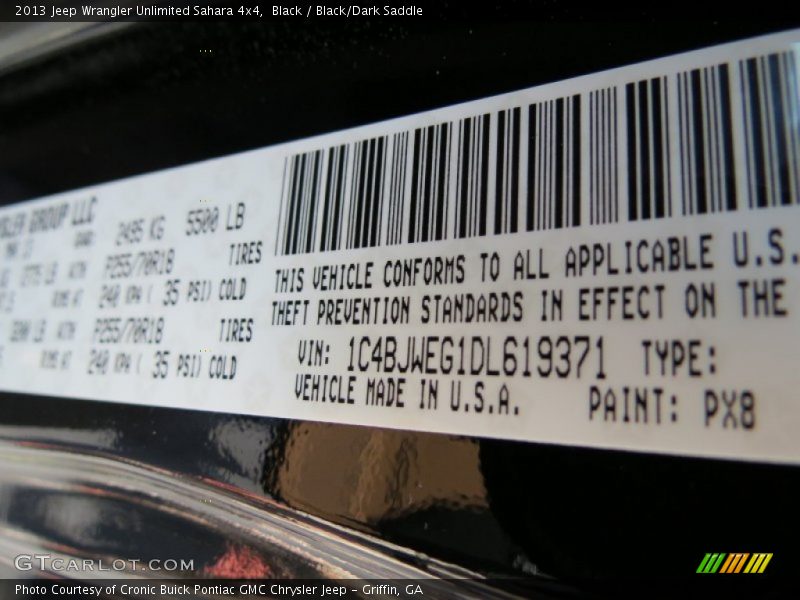 2013 Jeep Wrangler Unlimited Sahara 4x4, Black / Black/Dark Saddle
GROUP LLC
2495 KG 5500 LB
P255/70R18 TIRES
240 KPA ( 35 PSI) COLD
P255/70R18 TIRES
240 KPA ( 35 PSI) COLD
THIS VEHICLE CONFORMS TO ALL APPLICABLE U.S.
THEFT PREVENTION STANDARDS IN EFFECT ON THE
VIN: 1C4BJWEG1DL619371 TYPE:
VEHICLE MADE IN U.S.A. PAINT: PX8
GTCARLOT.COM
Photo Courtesy of Cronic Buick Pontiac GMC Chrysler Jeep – Griffin, GA